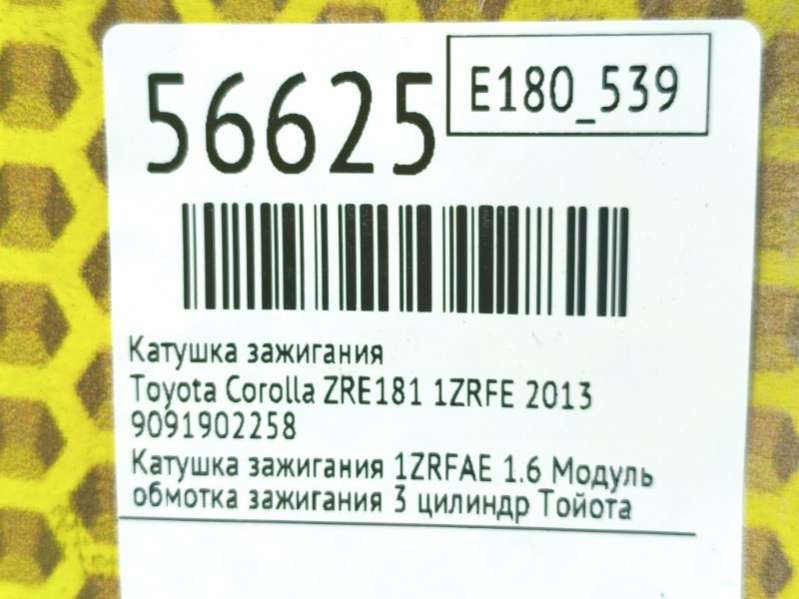 56625
E180_539
Катушка зажигания
Toyota Corolla ZRE181 1ZRFE 2013
9091902258
Катушка зажигания 1ZRFAE 1.6 Модуль
обмотка зажигания 3 цилиндр Тойота